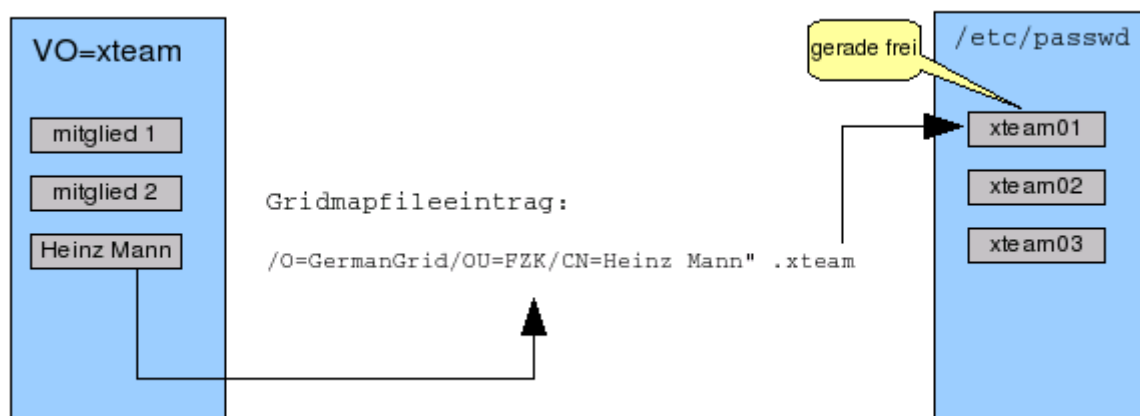 VO=xteam
mitglied 1
mitglied 2
Heinz Mann
Gridmapfileeintrag:
/O=GermanGrid/OU=FZK/CN=Heinz Mann" .xteam
gerade frei
/etc/passwd
xteam01
xteam02
xteam03